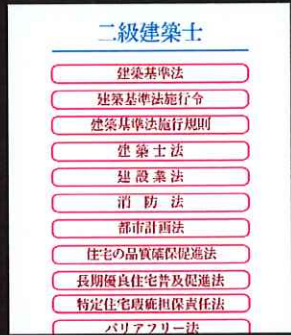 二級建築士
建築基準法
建築基準法施行令
建築基準法施行規則
建築士法
建設業法
消防法
都市計画法
住宅の品質確保促進法
長期優良住宅普及促進法
特定住宅瑕疵担保責任法
バリアフリー法